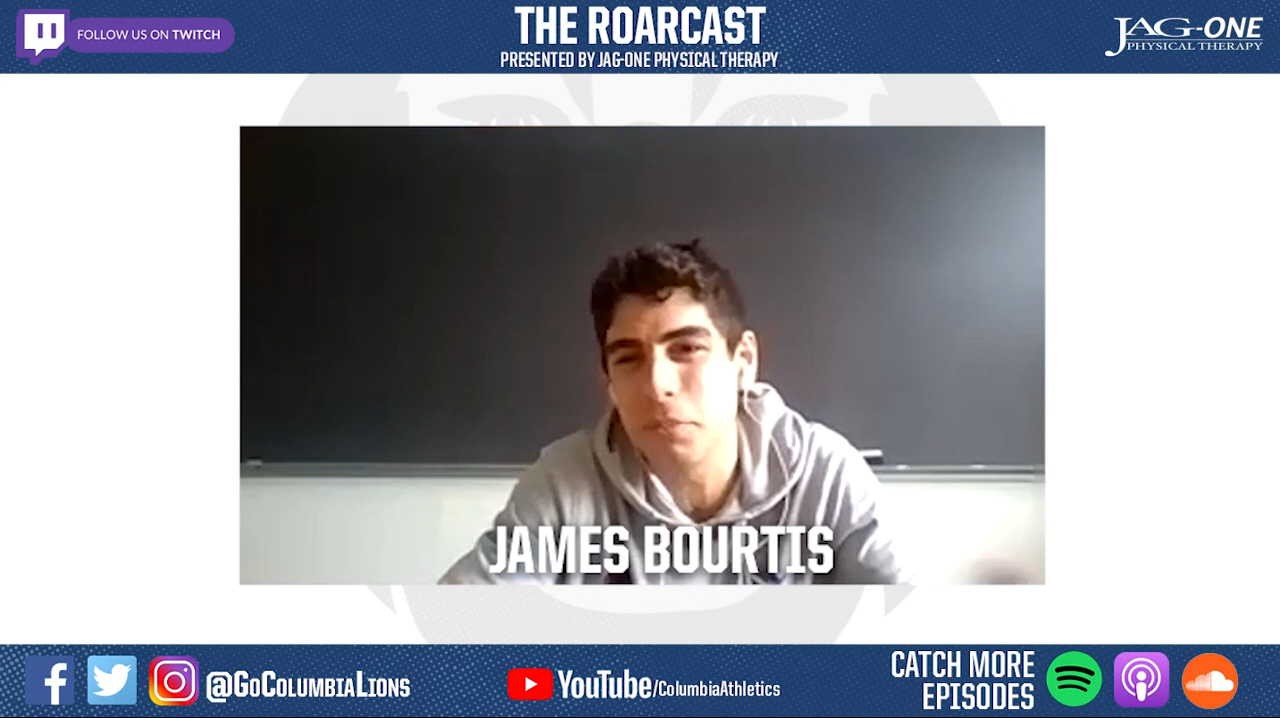 FOLLOW US ON TWITCH
THE ROARCAST
PRESENTED BY JAG-ONE PHYSICAL THERAPY
JAG-ONE
PHYSICAL THERAPY
JAMES BOURTIS
@GOCOLUMBIALIONS
YouTube/COLUMBIAATHLETICS
CATCH MORE
EPISODES